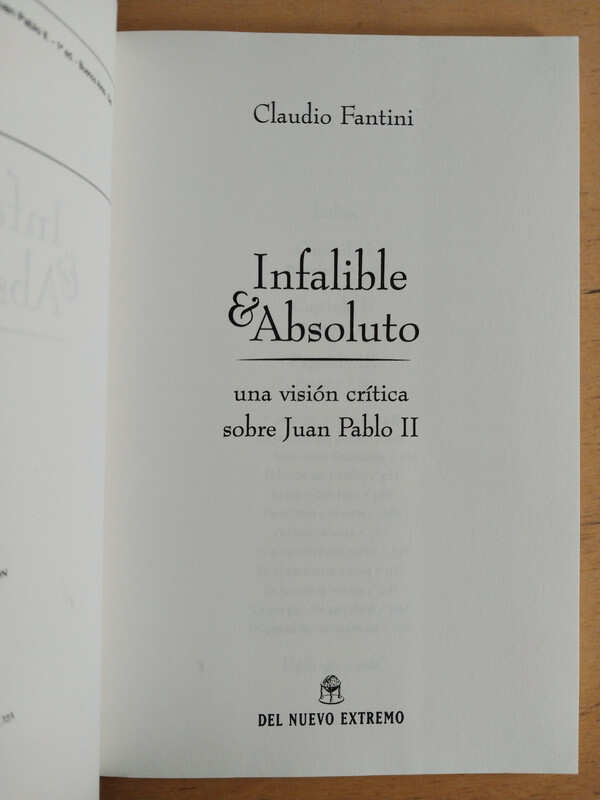 Claudio Fantini
Infalible
& Absoluto
una visión crítica
sobre Juan Pablo II
DEL NUEVO EXTREMO